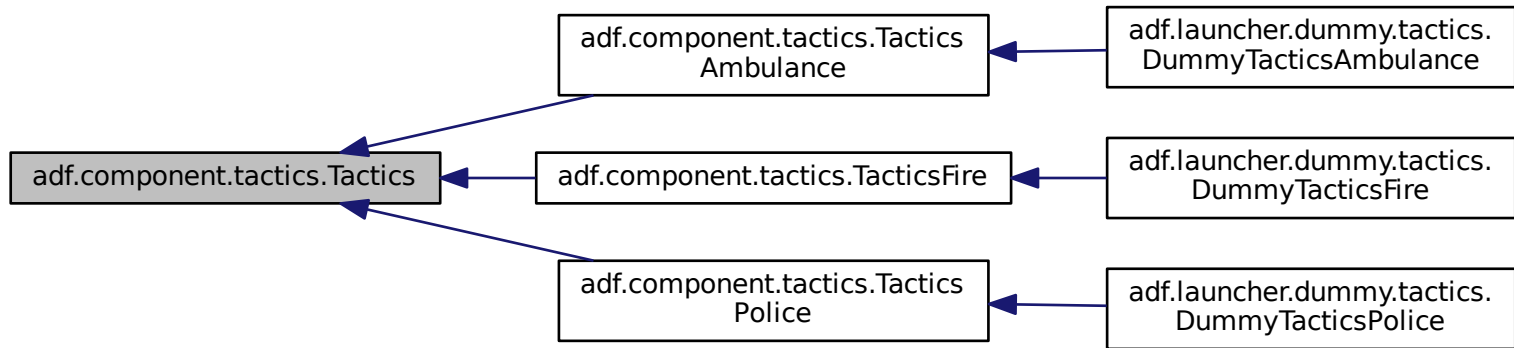 adf.component.tactics.Tactics
adf.component.tactics.Tactics
Ambulance
adf.component.tactics.TacticsFire
adf.component.tactics.Tactics
Police
adf.launcher.dummy.tactics.
DummyTacticsAmbulance
adf.launcher.dummy.tactics.
DummyTacticsFire
adf.launcher.dummy.tactics.
DummyTacticsPolice